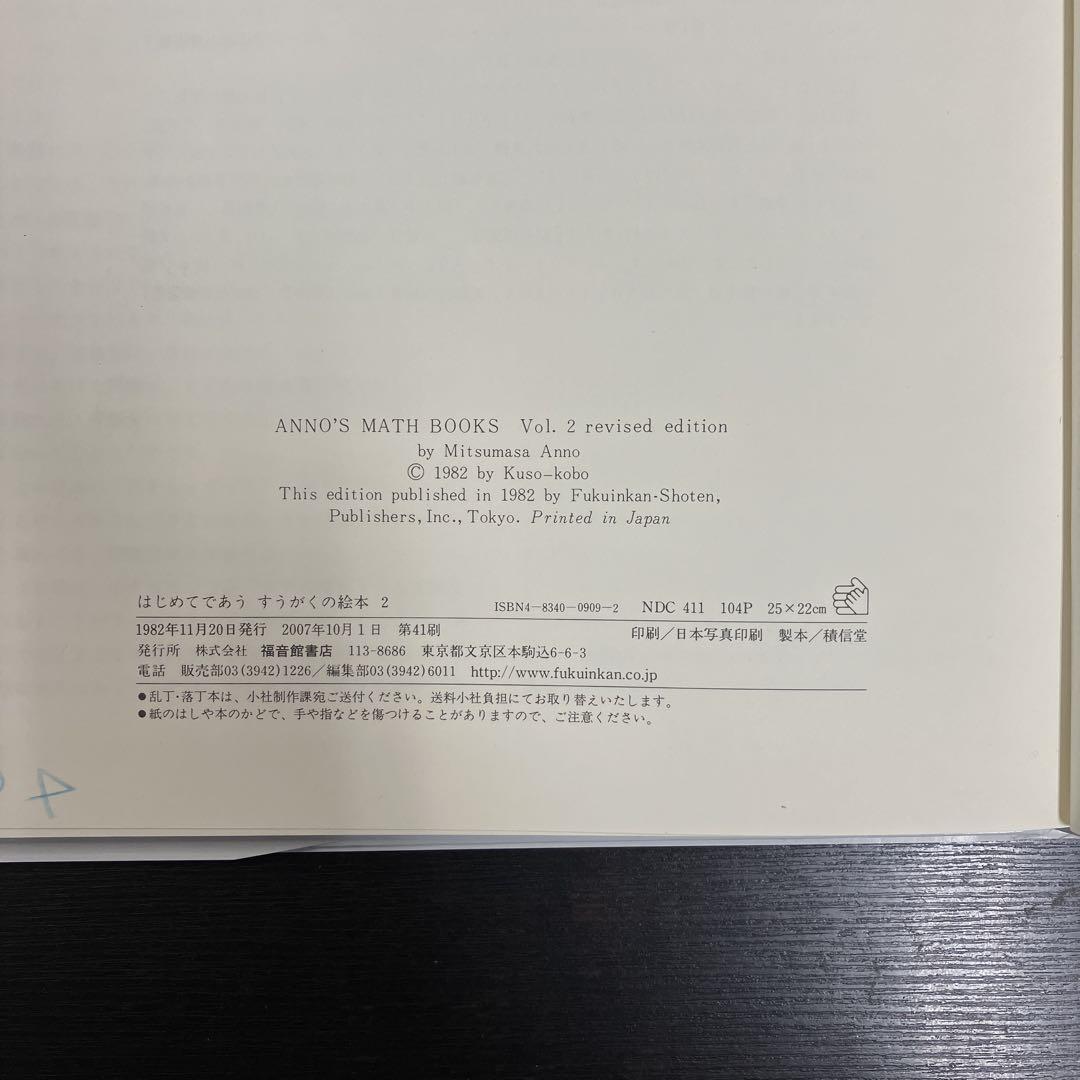 ANNO'S MATH BOOKS Vol. 2 revised edition
by Mitsumasa Anno
© 1982 by Kuso-kobo
This edition published in 1982 by Fukuinkan-Shoten,
Publishers, Inc., Tokyo. Printed in Japan
はじめてであう すうがくの絵本 2 ISBN4-8340-0909-2 NDC 411 104P 25×22cm
1982年11月20日発行 2007年10月1日 第41刷 印刷/日本写真印刷 製本/積信堂
発行所 株式会社 福音館書店 113-8686 東京都文京区本駒込6-6-3
電話 販売部03(3942)1226/編集部03(3942)6011 http://www.fukuinkan.co.jp
●乱丁・落丁本は、小社制作課宛ご送付ください。送料小社負担にてお取り替えいたします。
●紙のはしや本のかどで、手や指などを傷つけることがありますので、ご注意ください。